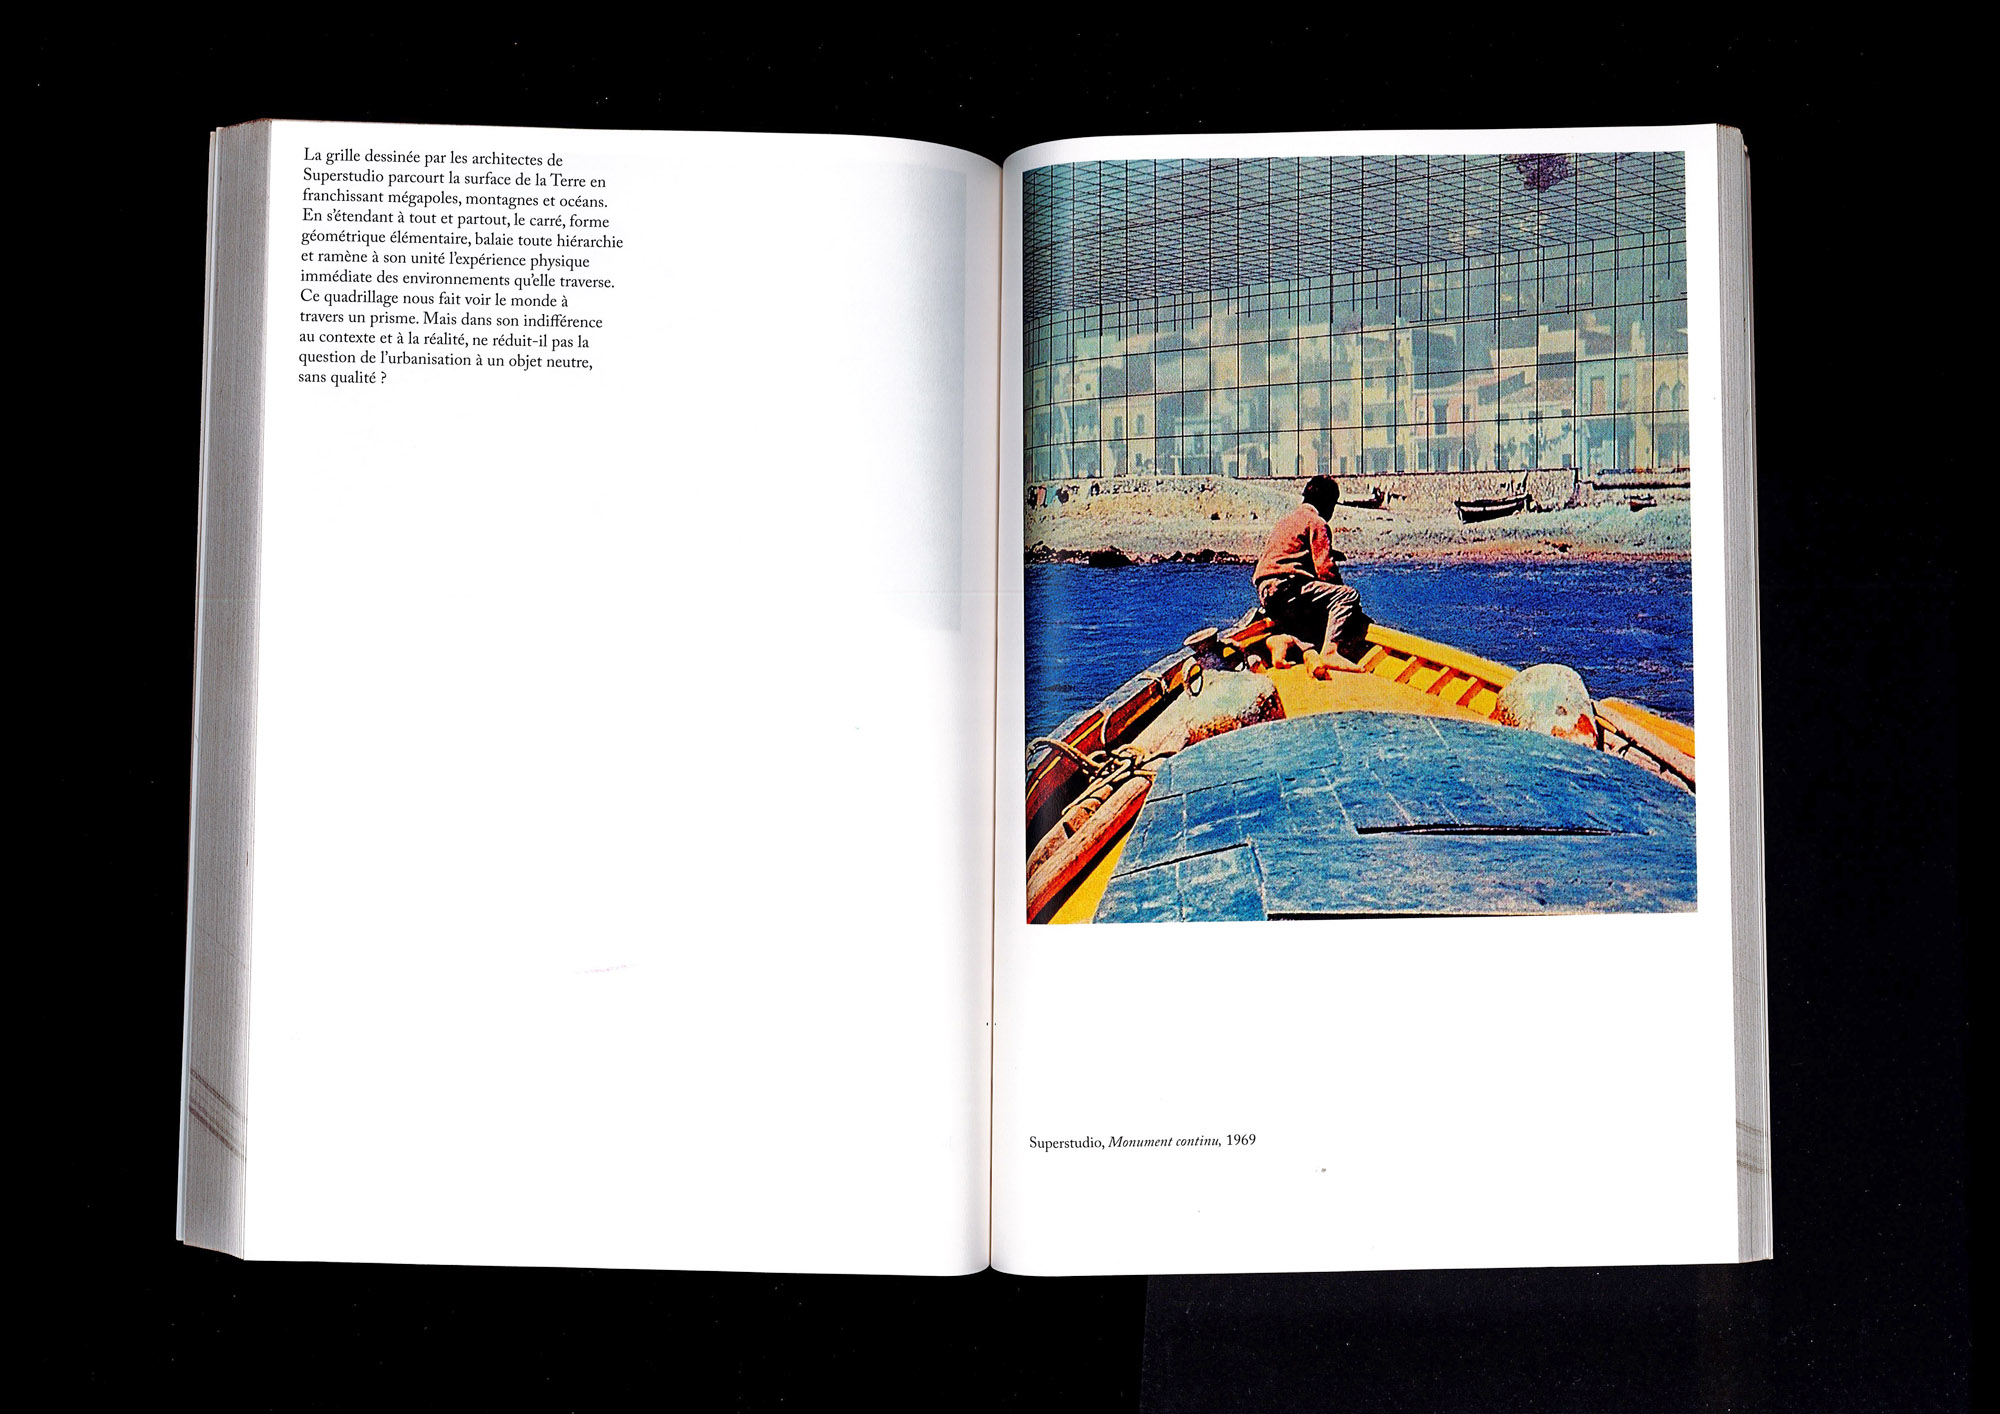 La grille dessinée par les architectes de
Superstudio parcourt la surface de la Terre en
franchissant mégapoles, montagnes et océans.
En s’étendant à tout et partout, le carré, forme
géométrique élémentaire, balaie toute hiérarchie
et ramène à son unité l’expérience physique
immédiate des environnements qu’elle traverse.
Ce quadrillage nous fait voir le monde à
travers un prisme. Mais dans son indifférence
au contexte et à la réalité, ne réduit-il pas la
question de l’urbanisation à un objet neutre,
sans qualité ?
Superstudio, Monument continu, 1969